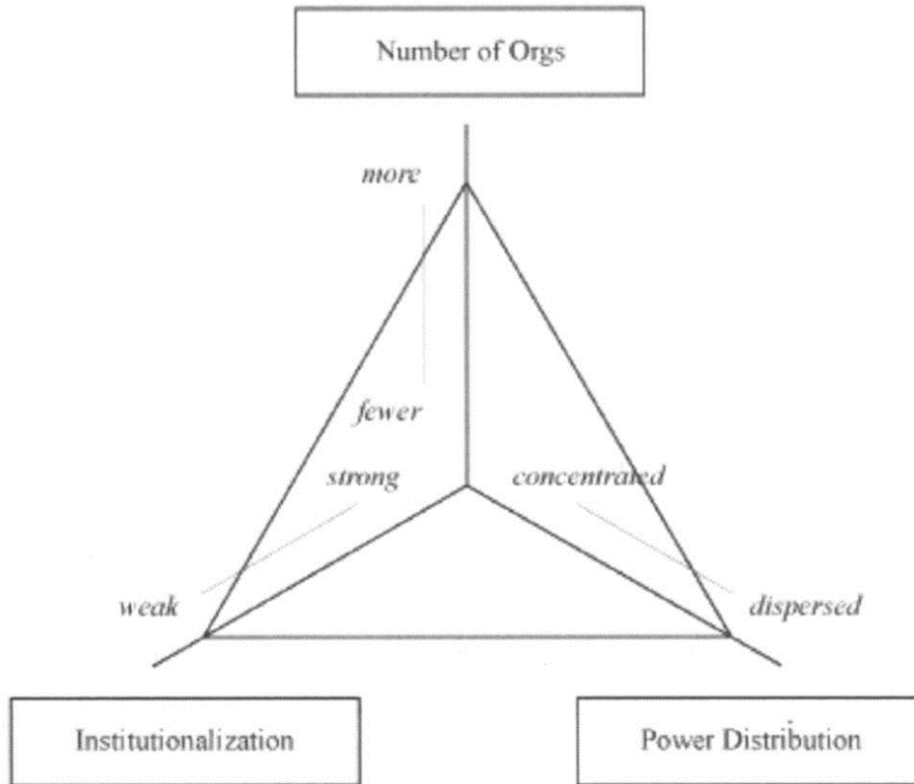 Number of Orgs
more
fewer
strong
concentrated
weak
dispersed
Institutionalization
Power Distribution